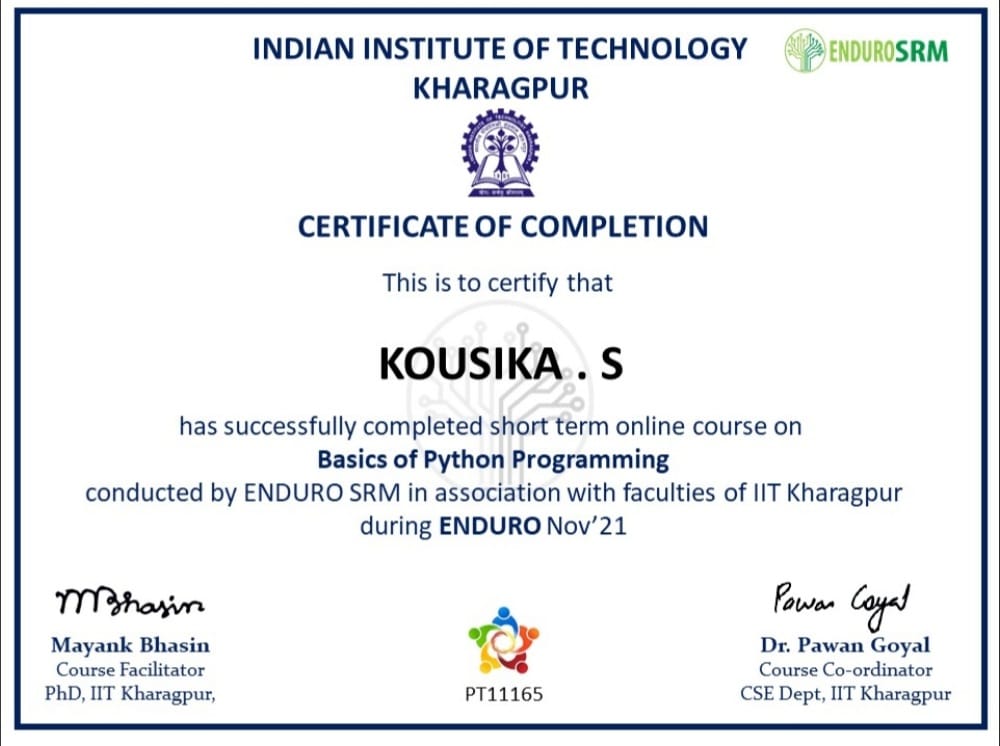 INDIAN INSTITUTE OF TECHNOLOGY
KHARAGPUR
ENDUROSRM
CERTIFICATE OF COMPLETION
This is to certify that
KOUSIKA . S
has successfully completed short term online course on
Basics of Python Programming
conducted by ENDURO SRM in association with faculties of IIT Kharagpur
during ENDURO Nov'21
MBhasin
Mayank Bhasin
Course Facilitator
PhD, IIT Kharagpur,
PT11165
Pawan Goyal
Dr. Pawan Goyal
Course Co-ordinator
CSE Dept, IIT Kharagpur